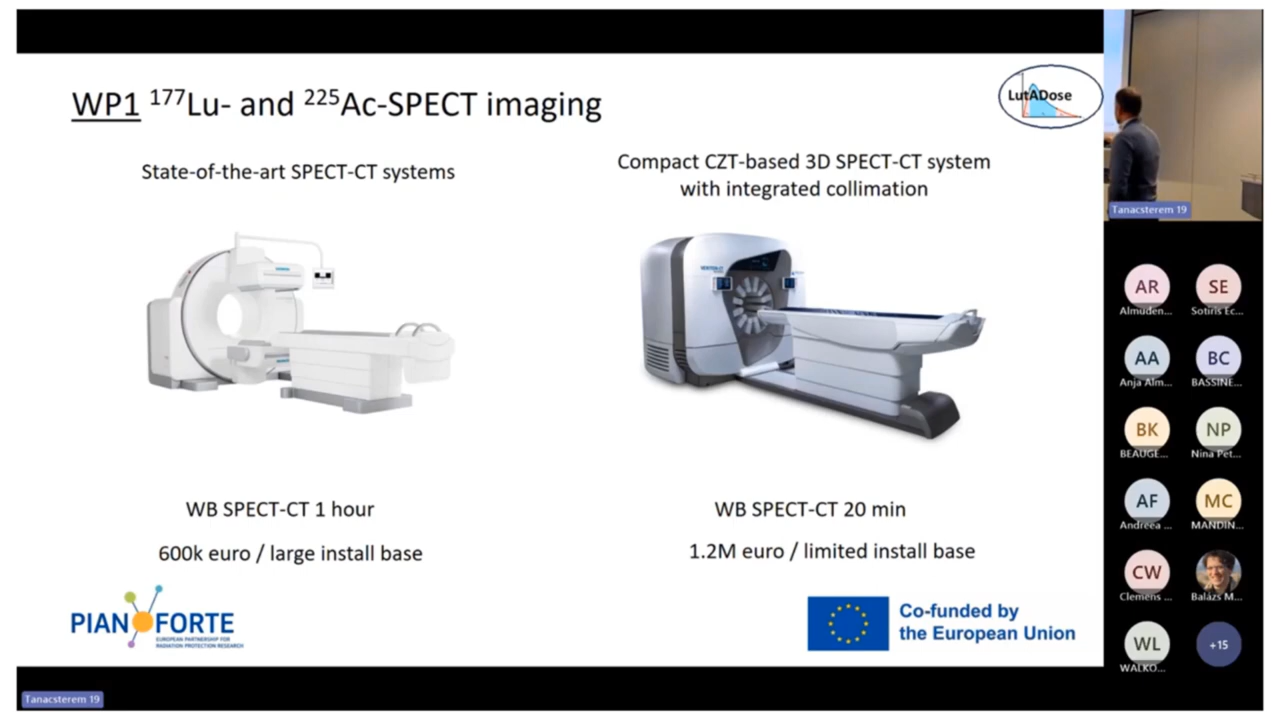 WP1 ¹⁷⁷Lu- and ²²⁵Ac-SPECT imaging
LutADose
State-of-the-art SPECT-CT systems
Compact CZT-based 3D SPECT-CT system
with integrated collimation
WB SPECT-CT 1 hour
600k euro / large install base
WB SPECT-CT 20 min
1.2M euro / limited install base
PIANOFORTE
EUROPEAN PARTNERSHIP FOR
RADIATION PROTECTION RESEARCH
Co-funded by
the European Union
Tanacsterem 19
AR
Almuden...
SE
Sotiris Ec...
AA
Anja Alm...
BC
BASSINE...
BK
BEAUGE...
NP
Nina Pet...
AF
Andreea ...
MC
MANDIN...
CW
Clemens ...
Balázs M...
WL
WALKO...
+15
Tanacsterem 19